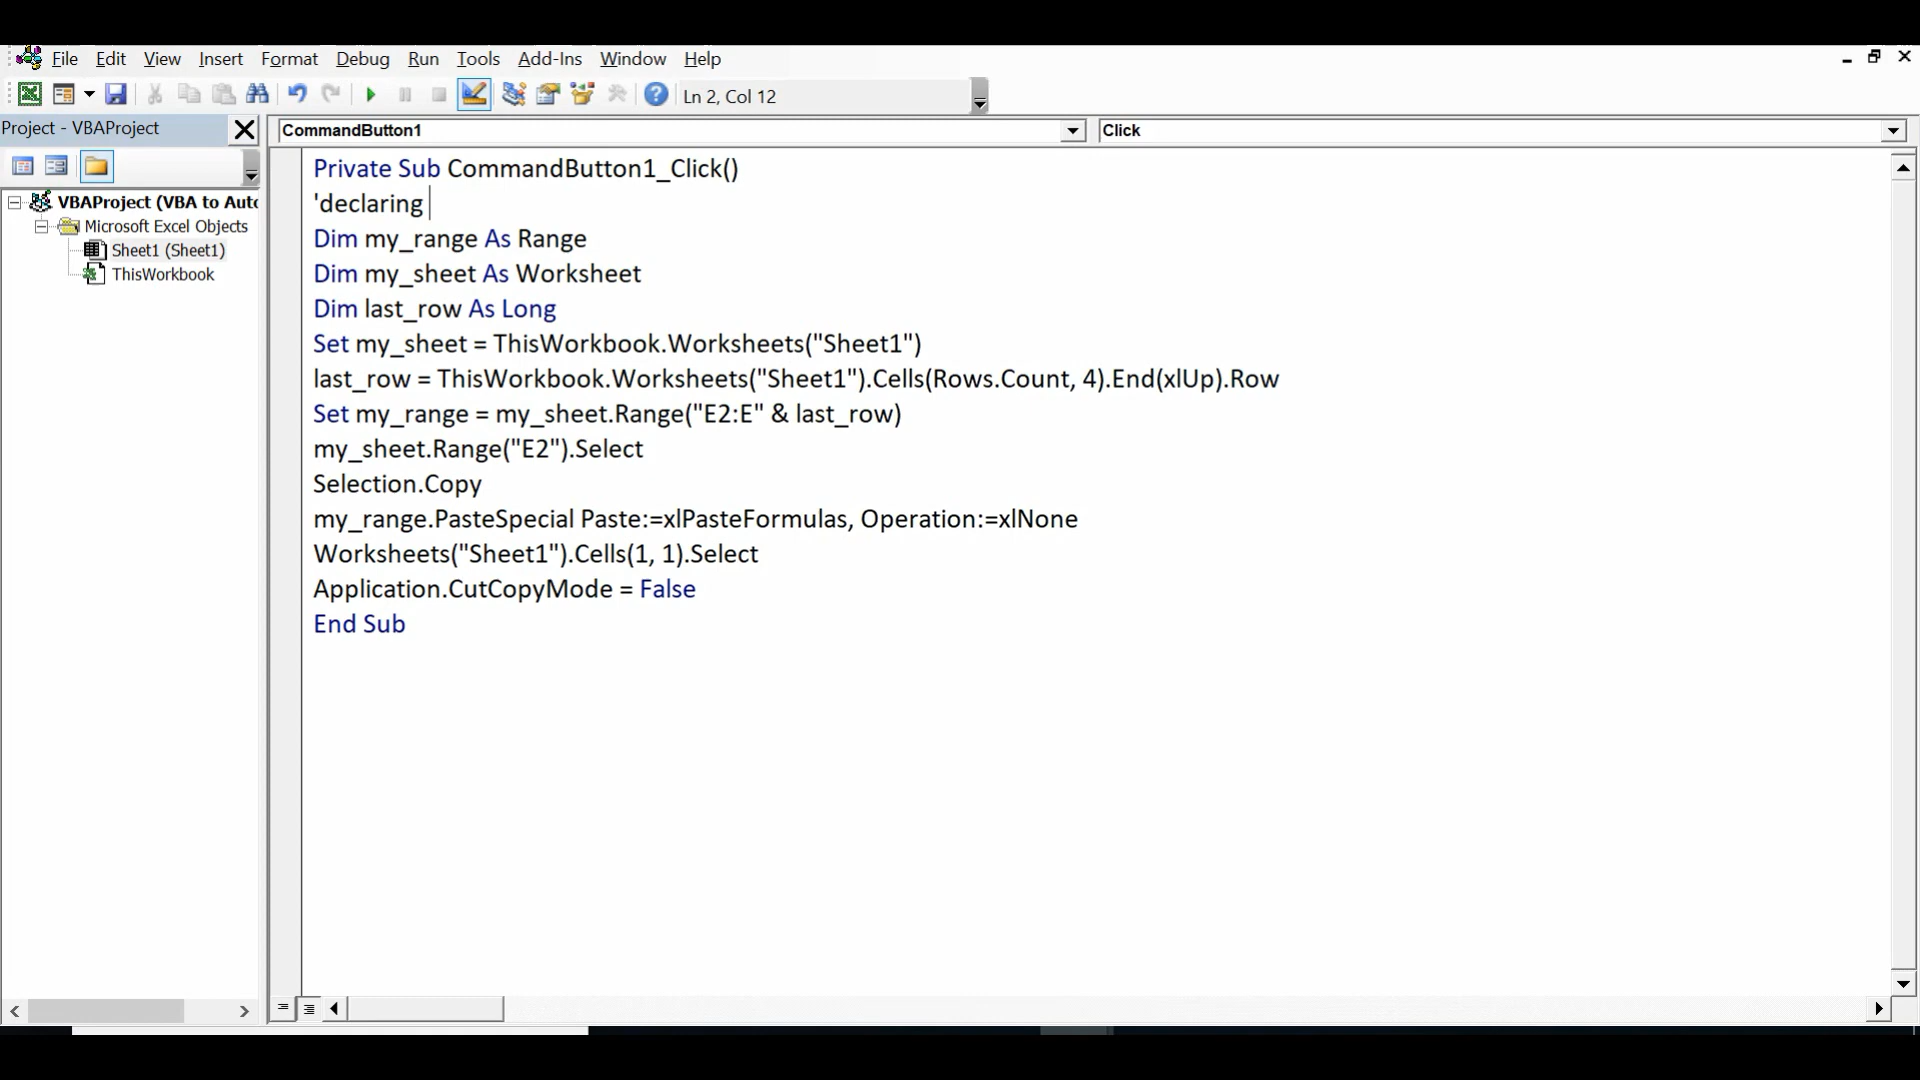 File Edit View Insert Format Debug Run Tools Add-Ins Window Help
Ln 2, Col 12
Project - VBAProject
CommandButton1
Click
VBAProject (VBA to Auto
Microsoft Excel Objects
Sheet1 (Sheet1)
ThisWorkbook
Private Sub CommandButton1_Click()
'declaring
Dim my_range As Range
Dim my_sheet As Worksheet
Dim last_row As Long
Set my_sheet = ThisWorkbook.Worksheets("Sheet1")
last_row = ThisWorkbook.Worksheets("Sheet1").Cells(Rows.Count, 4).End(xlUp).Row
Set my_range = my_sheet.Range("E2:E" & last_row)
my_sheet.Range("E2").Select
Selection.Copy
my_range.PasteSpecial Paste:=xlPasteFormulas, Operation:=xlNone
Worksheets("Sheet1").Cells(1, 1).Select
Application.CutCopyMode = False
End Sub